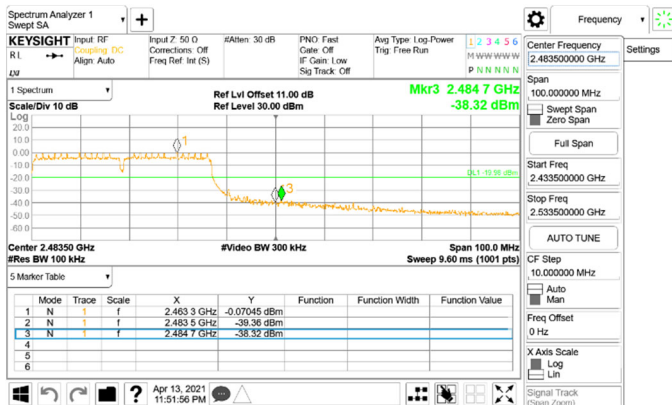 Spectrum Analyzer 1
Swept SA
Frequency
KEYSIGHT
Input: RF
Input Z: 50 Ω
#Atten: 30 dB
PNO: Fast
Avg Type: Log-Power
1 2 3 4 5 6
RL
Coupling: DC
Corrections: Off
Gate: Off
Trig: Free Run
M W W W W W
Align: Auto
Freq Ref: Int (S)
IF Gain: Low
Sig Track: Off
P N N N N N
1 Spectrum
Scale/Div 10 dB
Ref Lvl Offset 11.00 dB
Ref Level 30.00 dBm
Mkr3 2.484 7 GHz
-38.32 dBm
Log
20.0
10.0
0.00
-10.0
-20.0
-30.0
-40.0
-50.0
-60.0
1
3
Center 2.48350 GHz
#Video BW 300 kHz
Span 100.0 MHz
#Res BW 100 kHz
Sweep 9.60 ms (1001 pts)
5 Marker Table
Mode Trace Scale X Y Function Function Width Function Value
1 N 1 f 2.463 3 GHz -0.07045 dBm
2 N 1 f 2.483 5 GHz -39.36 dBm
3 N 1 f 2.484 7 GHz -38.32 dBm
4
5
6
Apr 13, 2021
11:51:56 PM
Center Frequency
2.483500000 GHz
Settings
Span
100.000000 MHz
Swept Span
Zero Span
Full Span
Start Freq
2.433500000 GHz
Stop Freq
2.533500000 GHz
AUTO TUNE
CF Step
10.000000 MHz
Auto
Man
Freq Offset
0 Hz
X Axis Scale
Log
Lin
Signal Track
(Span Zoom)